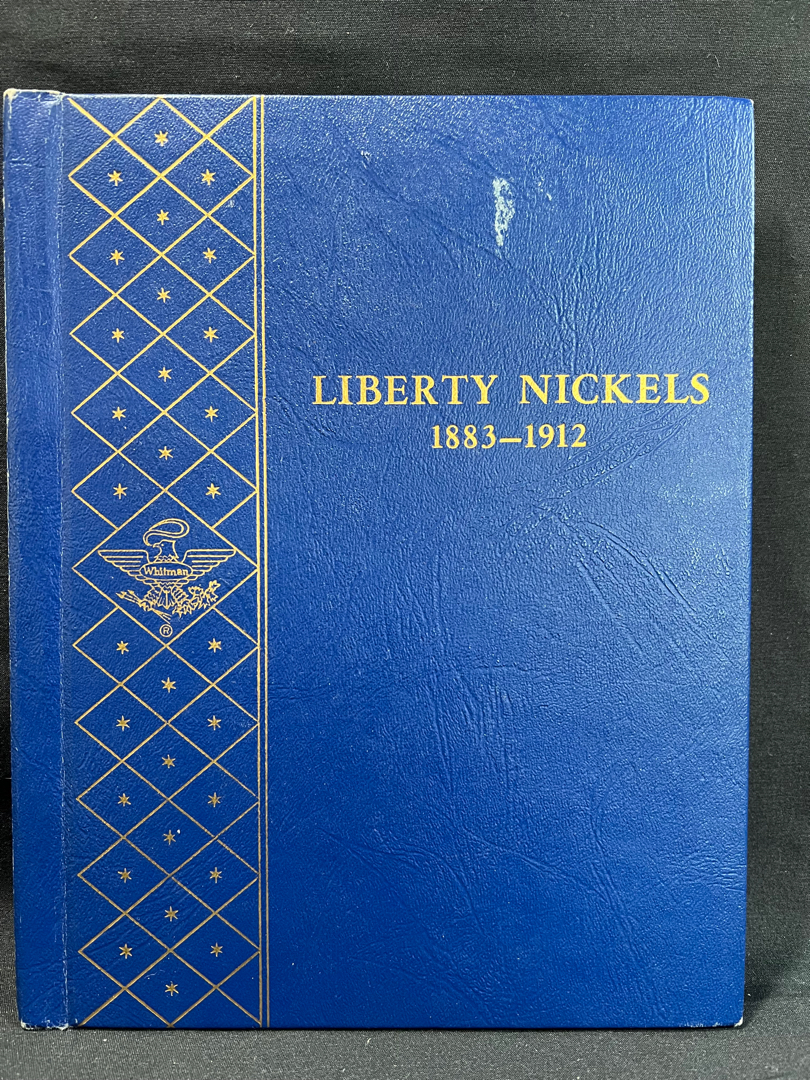 LIBERTY NICKELS
1883–1912
Whitman
®